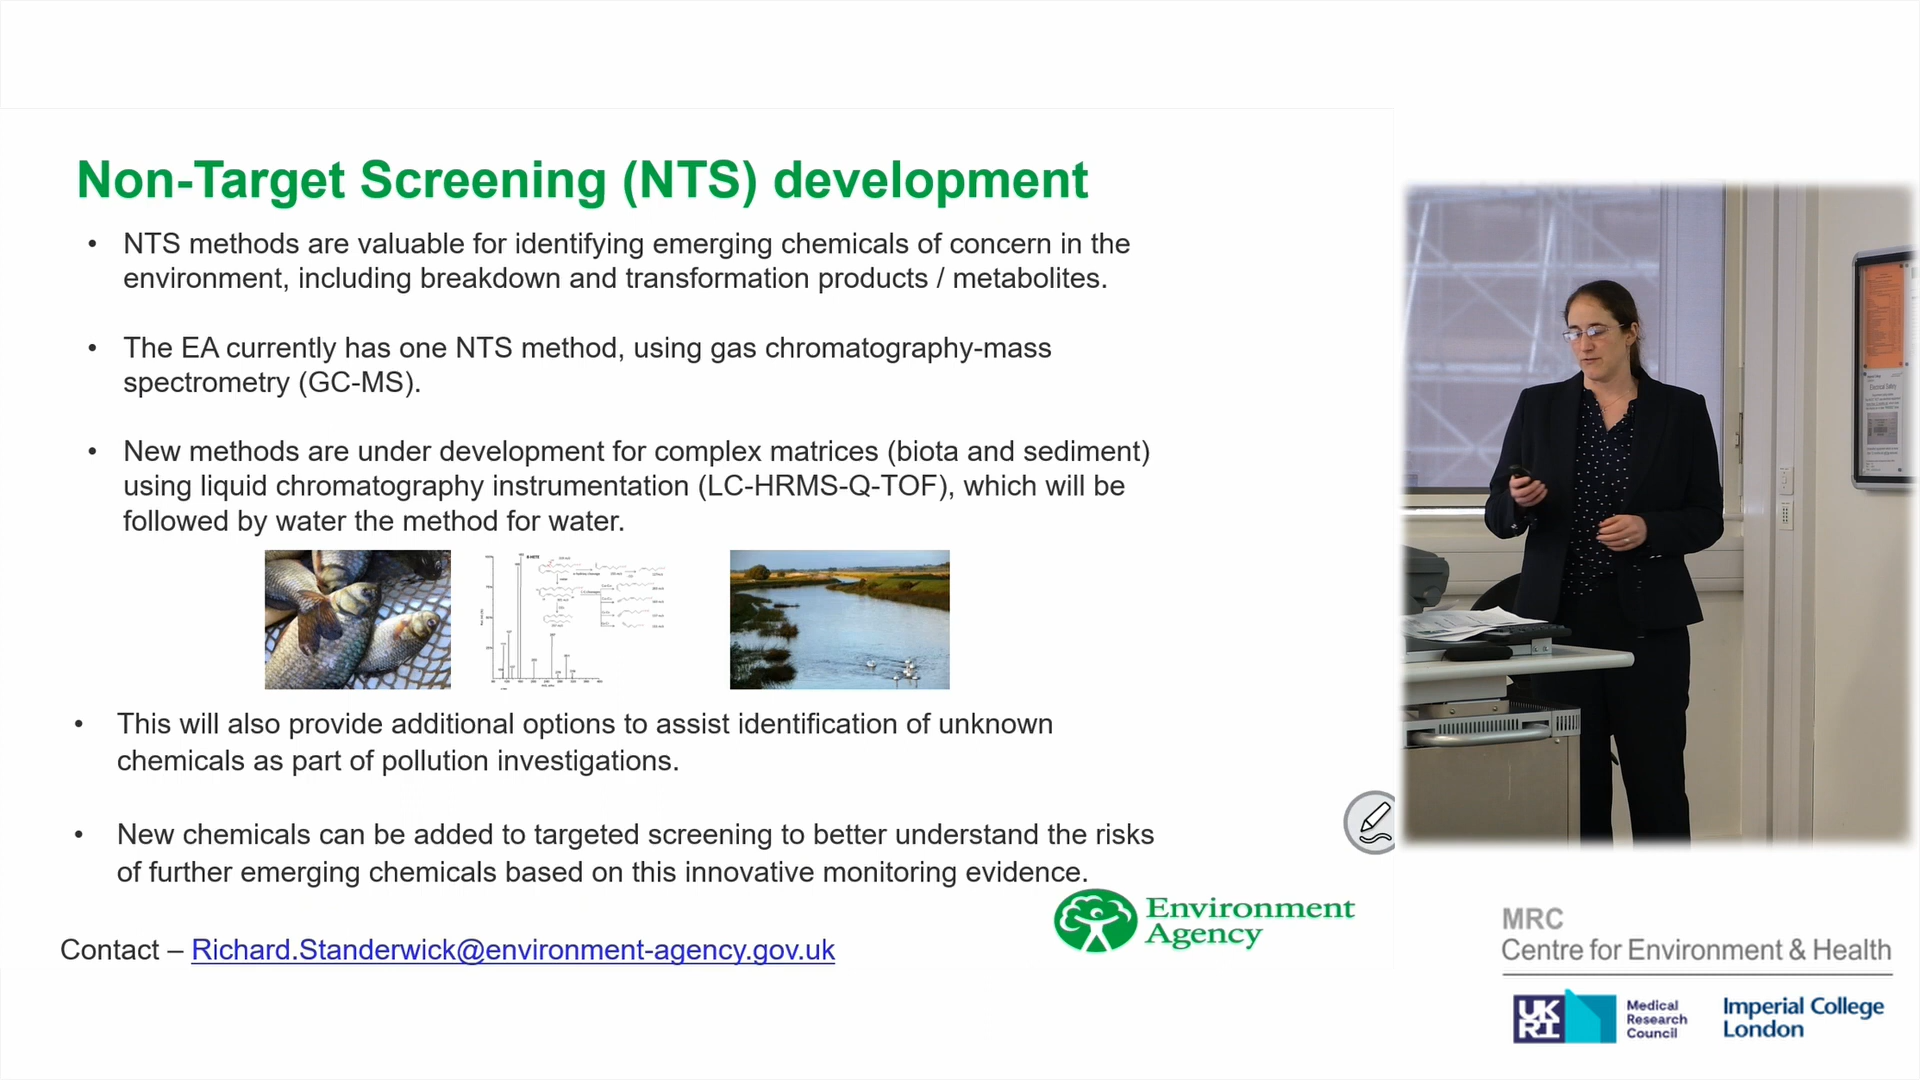 Non-Target Screening (NTS) development
• NTS methods are valuable for identifying emerging chemicals of concern in the
environment, including breakdown and transformation products / metabolites.
• The EA currently has one NTS method, using gas chromatography-mass
spectrometry (GC-MS).
• New methods are under development for complex matrices (biota and sediment)
using liquid chromatography instrumentation (LC-HRMS-Q-TOF), which will be
followed by water the method for water.
• This will also provide additional options to assist identification of unknown
chemicals as part of pollution investigations.
• New chemicals can be added to targeted screening to better understand the risks
of further emerging chemicals based on this innovative monitoring evidence.
Contact – Richard.Standerwick@environment-agency.gov.uk
Environment
Agency
Electrical Safety
MRC
Centre for Environment & Health
UK
RI
Medical
Research
Council
Imperial College
London